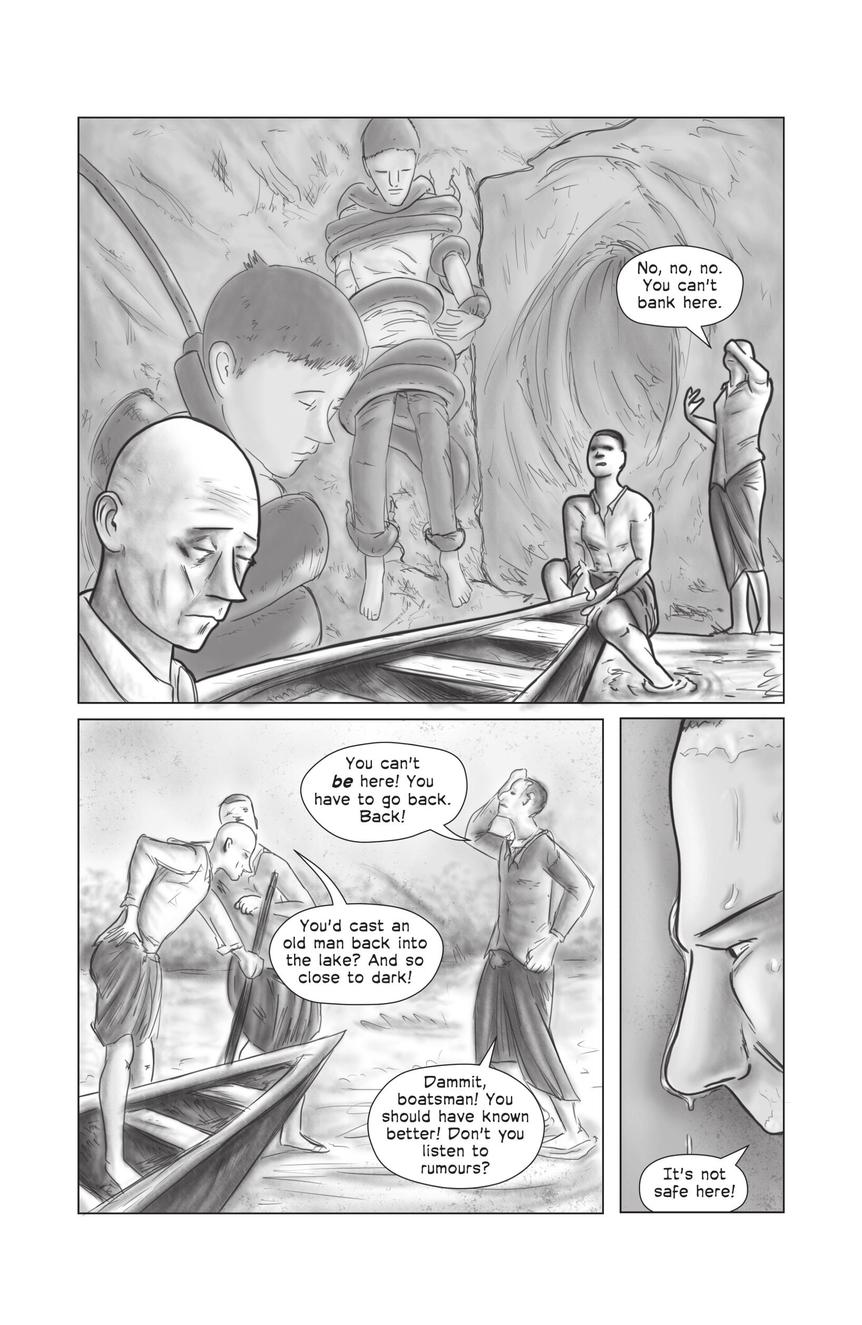 No, no, no.
You can't
bank here.
You can't
be here! You
have to go back.
Back!
You'd cast an
old man back into
the lake? And so
close to dark!
Dammit,
boatsman! You
should have known
better! Don't you
listen to
rumours?
It's not
safe here!